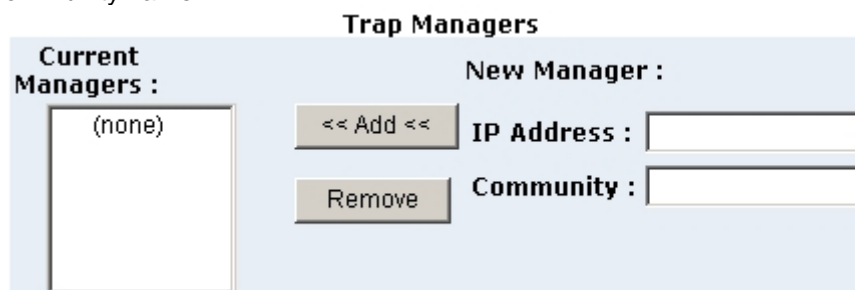 Trap Managers
Current
Managers :
New Manager :
(none)
<< Add <<
IP Address :
Remove
Community :